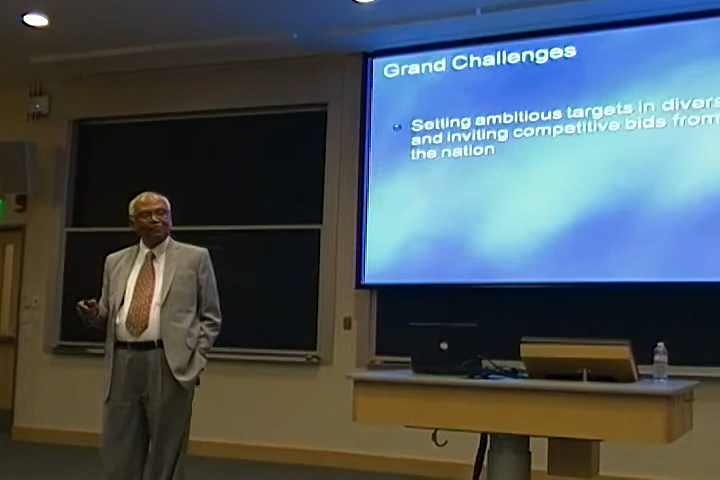 Grand Challenges
Setting ambitious targets in divers
and inviting competitive bids from
the nation